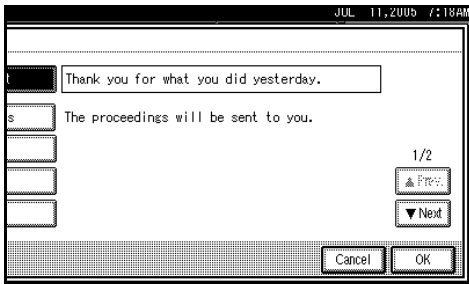 JUL 11,2005 7:18AM
t Thank you for what you did yesterday.
s The proceedings will be sent to you.
1/2
▲ Prev.
▼ Next
Cancel OK